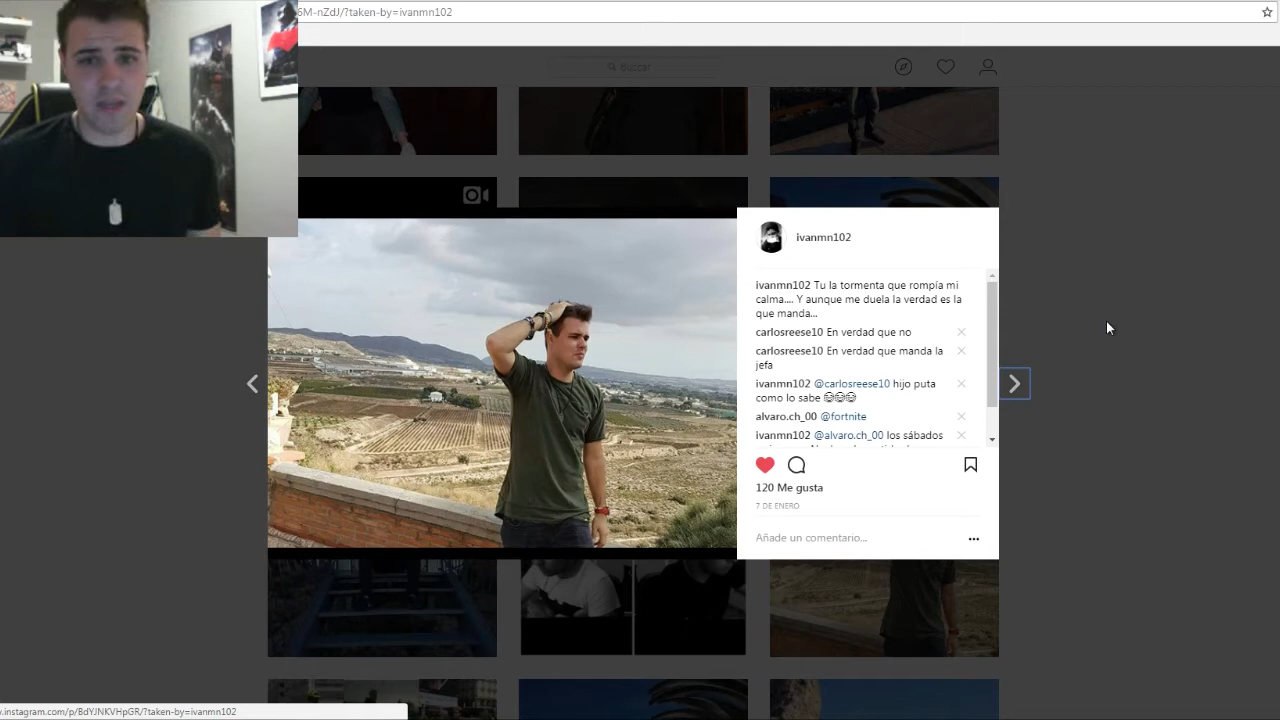 6M-nZdJ/?taken-by=ivanmn102
Buscar
ivanmn102
ivanmn102 Tu la tormenta que rompía mi
calma.... Y aunque me duela la verdad es la
que manda...
carlosreese10 En verdad que no
carlosreese10 En verdad que manda la
jefa
ivanmn102 @carlosreese10 hijo puta
como lo sabe 😂😂😂
alvaro.ch_00 @fortnite
ivanmn102 @alvaro.ch_00 los sábados
120 Me gusta
7 DE ENERO
Añade un comentario...
.instagram.com/p/BdYJNKVHpGR/?taken-by=ivanmn102